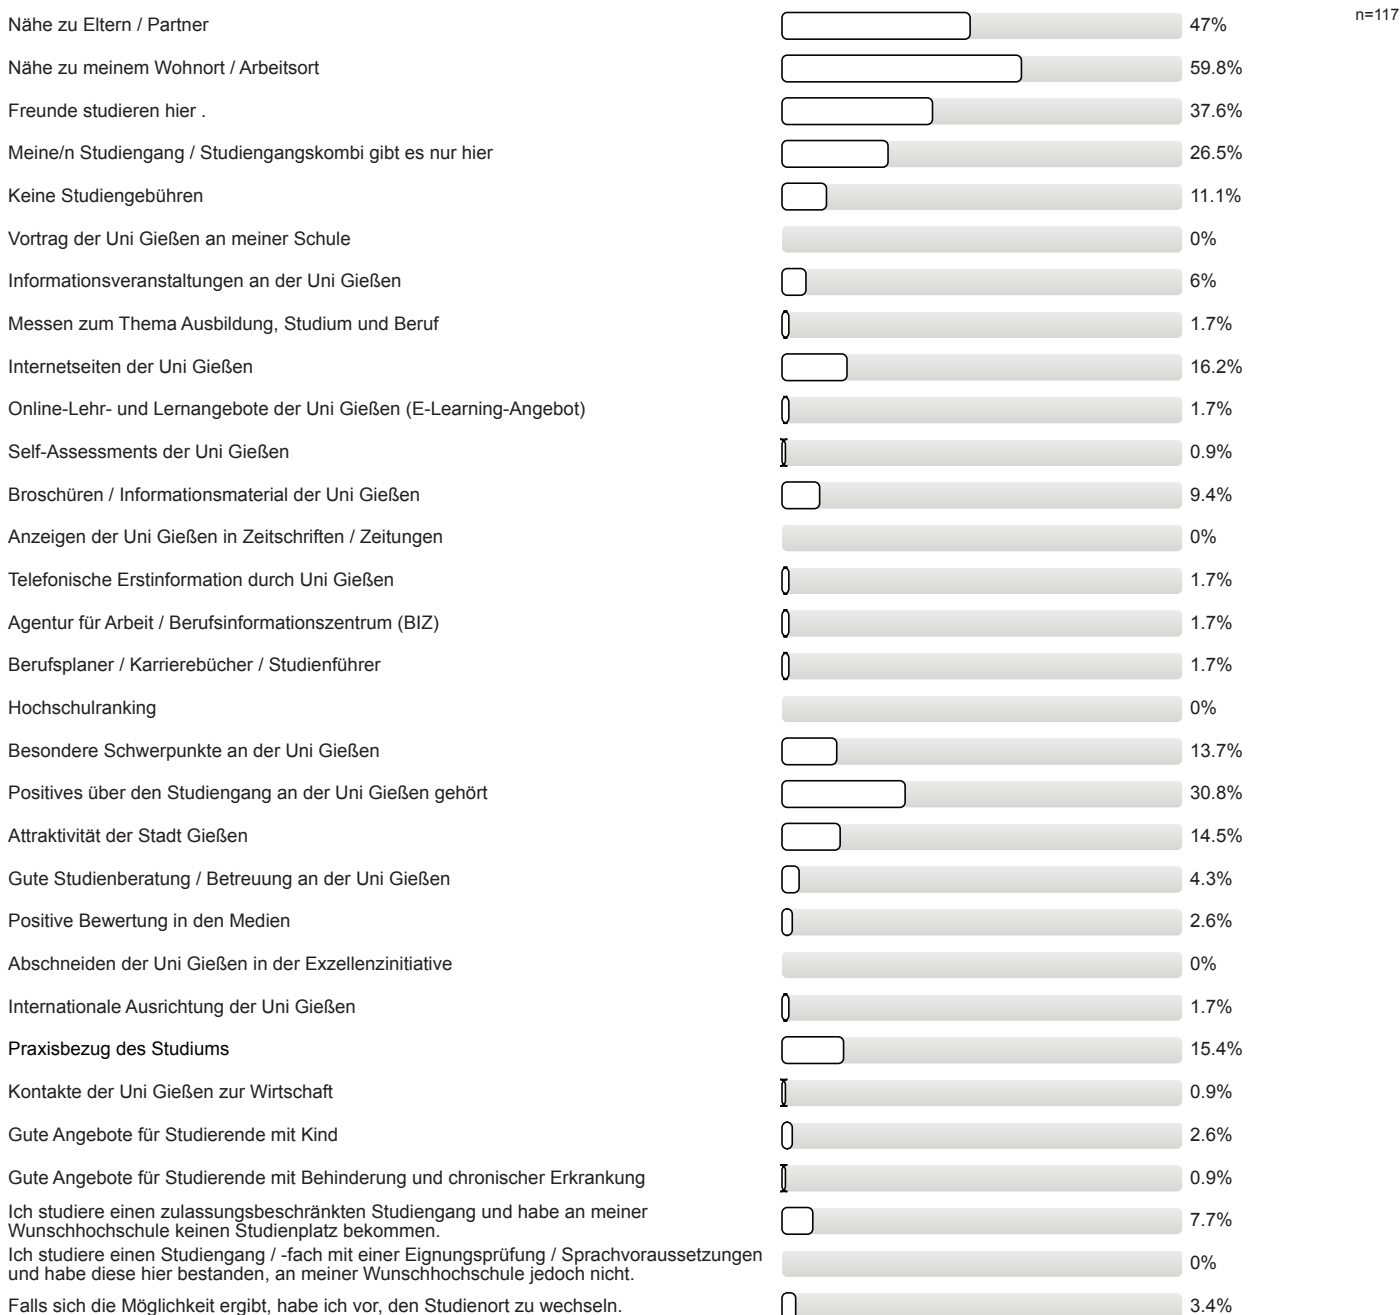 n=117
Nähe zu Eltern / Partner 47%
Nähe zu meinem Wohnort / Arbeitsort 59.8%
Freunde studieren hier . 37.6%
Meine/n Studiengang / Studiengangskombi gibt es nur hier 26.5%
Keine Studiengebühren 11.1%
Vortrag der Uni Gießen an meiner Schule 0%
Informationsveranstaltungen an der Uni Gießen 6%
Messen zum Thema Ausbildung, Studium und Beruf 1.7%
Internetseiten der Uni Gießen 16.2%
Online-Lehr- und Lernangebote der Uni Gießen (E-Learning-Angebot) 1.7%
Self-Assessments der Uni Gießen 0.9%
Broschüren / Informationsmaterial der Uni Gießen 9.4%
Anzeigen der Uni Gießen in Zeitschriften / Zeitungen 0%
Telefonische Erstinformation durch Uni Gießen 1.7%
Agentur für Arbeit / Berufsinformationszentrum (BIZ) 1.7%
Berufsplaner / Karrierebücher / Studienführer 1.7%
Hochschulranking 0%
Besondere Schwerpunkte an der Uni Gießen 13.7%
Positives über den Studiengang an der Uni Gießen gehört 30.8%
Attraktivität der Stadt Gießen 14.5%
Gute Studienberatung / Betreuung an der Uni Gießen 4.3%
Positive Bewertung in den Medien 2.6%
Abschneiden der Uni Gießen in der Exzellenzinitiative 0%
Internationale Ausrichtung der Uni Gießen 1.7%
Praxisbezug des Studiums 15.4%
Kontakte der Uni Gießen zur Wirtschaft 0.9%
Gute Angebote für Studierende mit Kind 2.6%
Gute Angebote für Studierende mit Behinderung und chronischer Erkrankung 0.9%
Ich studiere einen zulassungsbeschränkten Studiengang und habe an meiner
Wunschhochschule keinen Studienplatz bekommen. 7.7%
Ich studiere einen Studiengang / -fach mit einer Eignungsprüfung / Sprachvoraussetzungen
und habe diese hier bestanden, an meiner Wunschhochschule jedoch nicht. 0%
Falls sich die Möglichkeit ergibt, habe ich vor, den Studienort zu wechseln. 3.4%